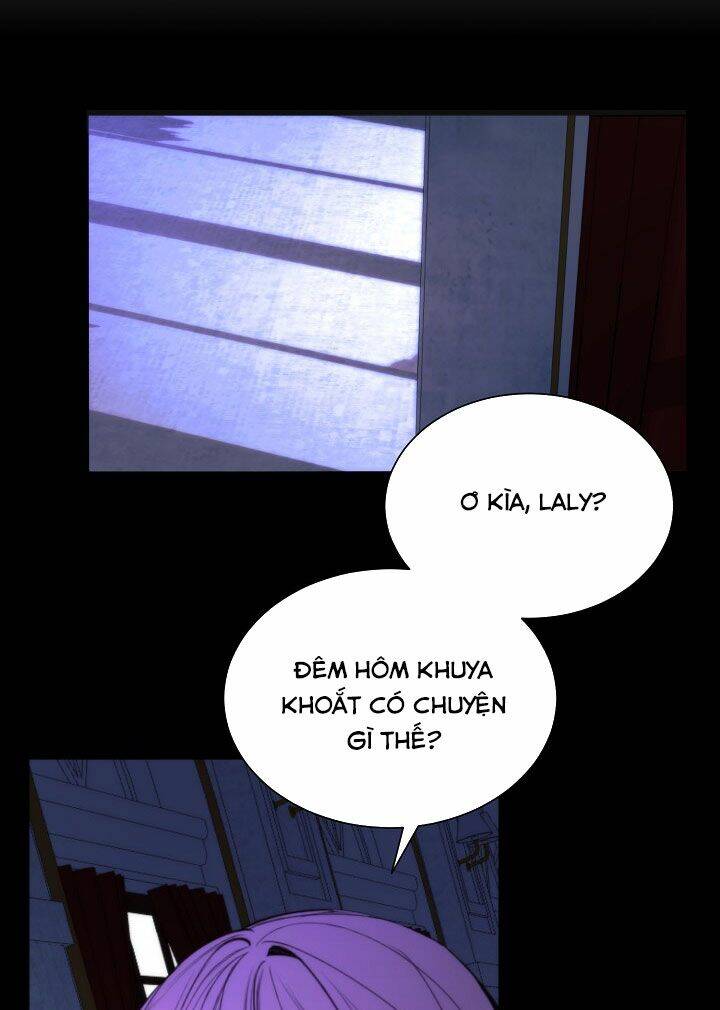 Ơ KÌA, LALY?
ĐÊM HÔM KHUYA
KHOẮT CÓ CHUYỆN
GÌ THẾ?